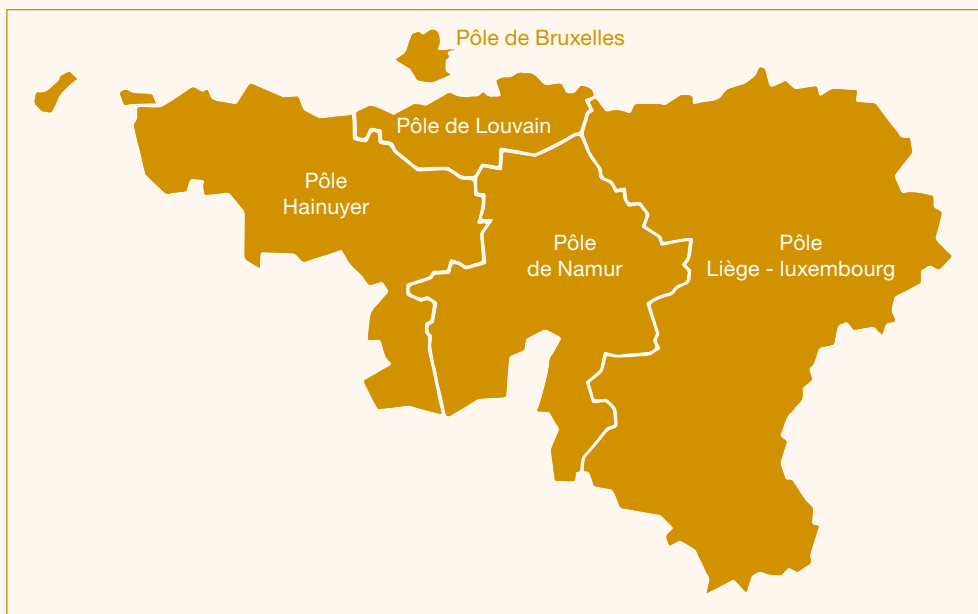 Pôle de Bruxelles
Pôle de Louvain
Pôle
Hainuyer
Pôle
de Namur
Pôle
Liège - luxembourg